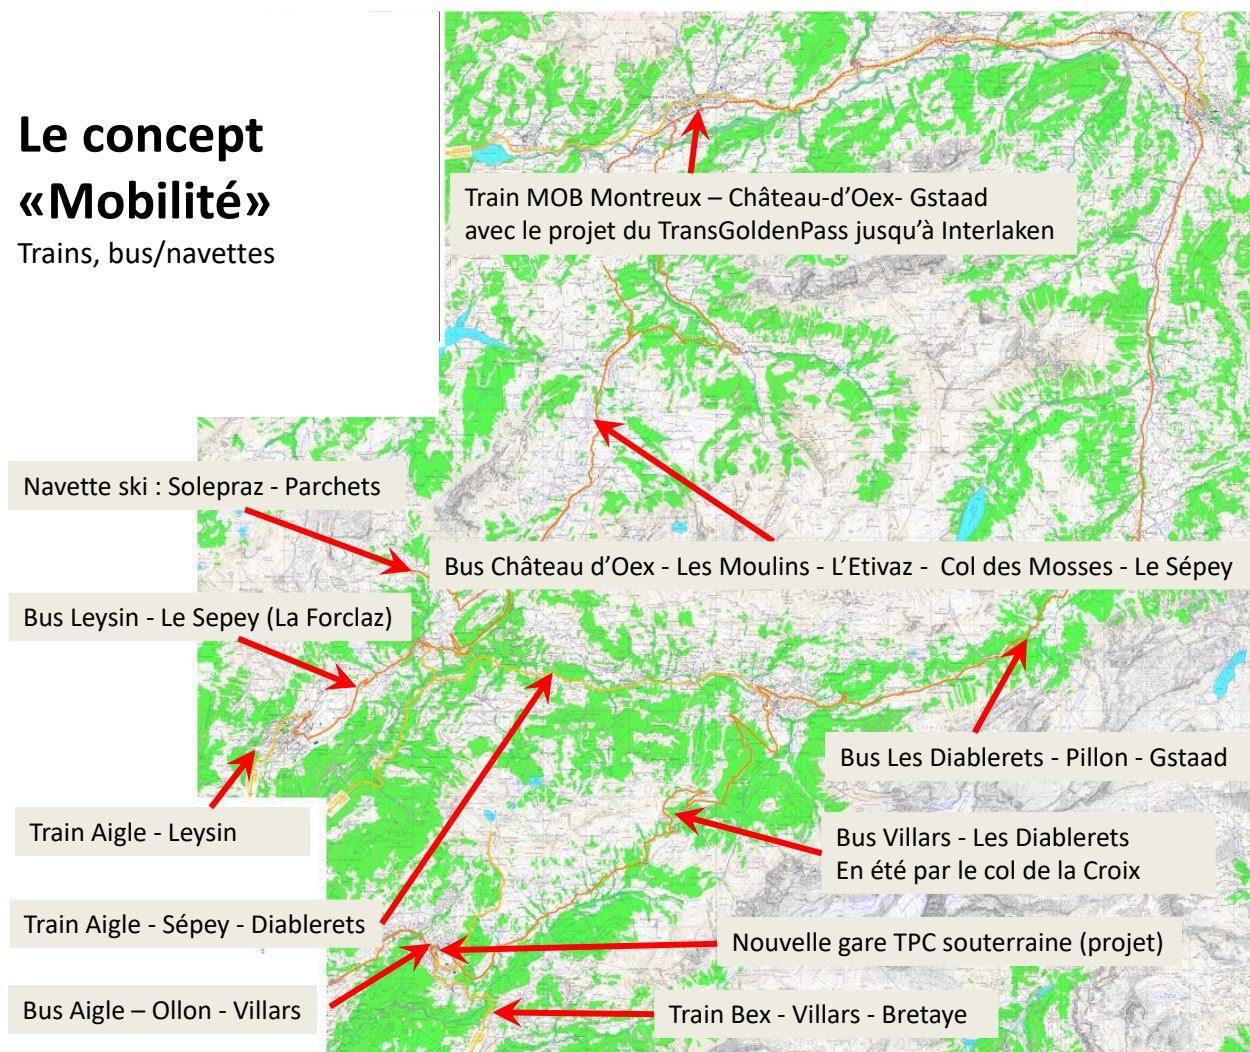 Le concept
«Mobilité»
Trains, bus/navettes
Train MOB Montreux – Château-d’Oex- Gstaad
avec le projet du TransGoldenPass jusqu’à Interlaken
Navette ski : Solepraz - Parchets
Bus Château d’Oex - Les Moulins - L’Etivaz - Col des Mosses - Le Sépey
Bus Leysin - Le Sepey (La Forclaz)
Bus Les Diablerets - Pillon - Gstaad
Train Aigle - Leysin
Bus Villars - Les Diablerets
En été par le col de la Croix
Train Aigle - Sépey - Diablerets
Nouvelle gare TPC souterraine (projet)
Bus Aigle – Ollon - Villars
Train Bex - Villars - Bretaye